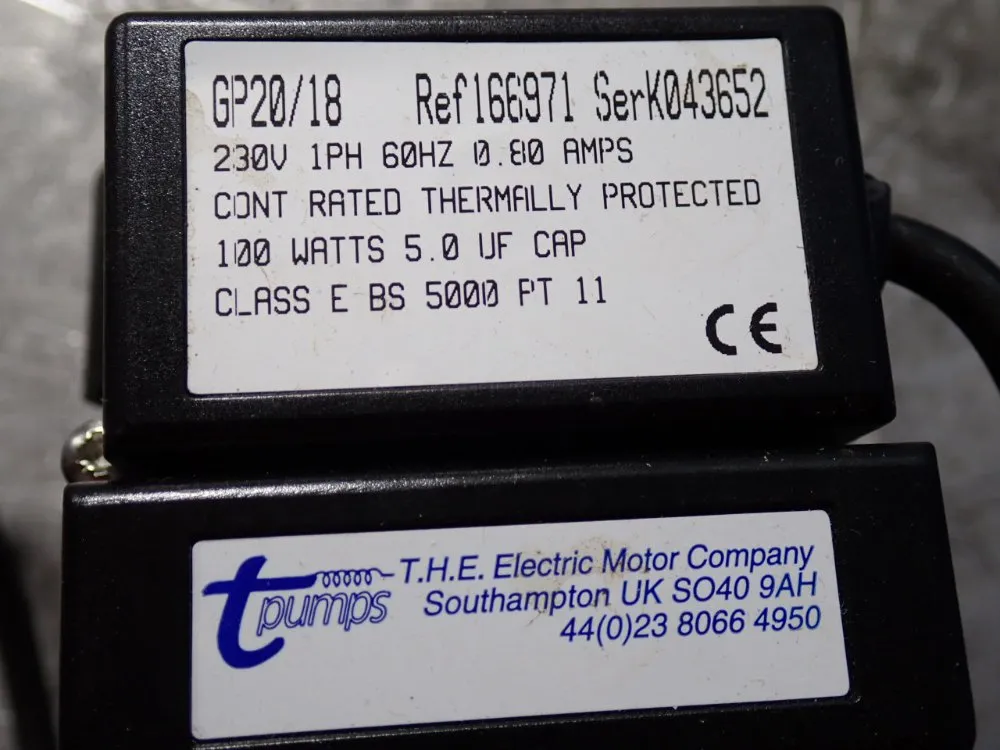 GP20/18 Ref166971 SerK043652
230V 1PH 60HZ 0.80 AMPS
CONT RATED THERMALLY PROTECTED
100 WATTS 5.0 UF CAP
CLASS E BS 5000 PT 11
CE
t pumps
T.H.E. Electric Motor Company
Southampton UK SO40 9AH
44(0)23 8066 4950